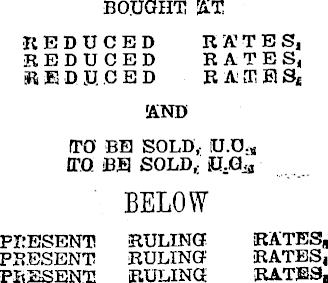 BOUGHT AT
REDUCED RATES,
REDUCED RATES,
REDUCED RATES,
AND
TO BE SOLD, U.C.,
TO BE SOLD, U.C.,
BELOW
PRESENT RULING RATES,
PRESENT RULING RATES,
PRESENT RULING RATES,